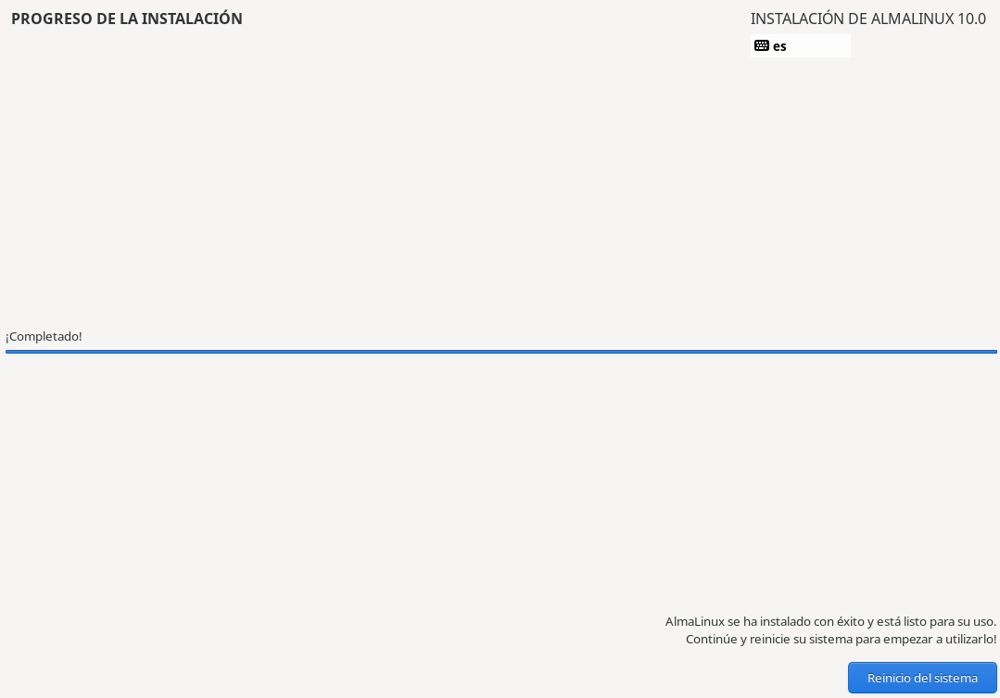 PROGRESO DE LA INSTALACIÓN
INSTALACIÓN DE ALMALINUX 10.0
es
¡Completado!
AlmaLinux se ha instalado con éxito y está listo para su uso.
Continúe y reinicie su sistema para empezar a utilizarlo!
Reinicio del sistema